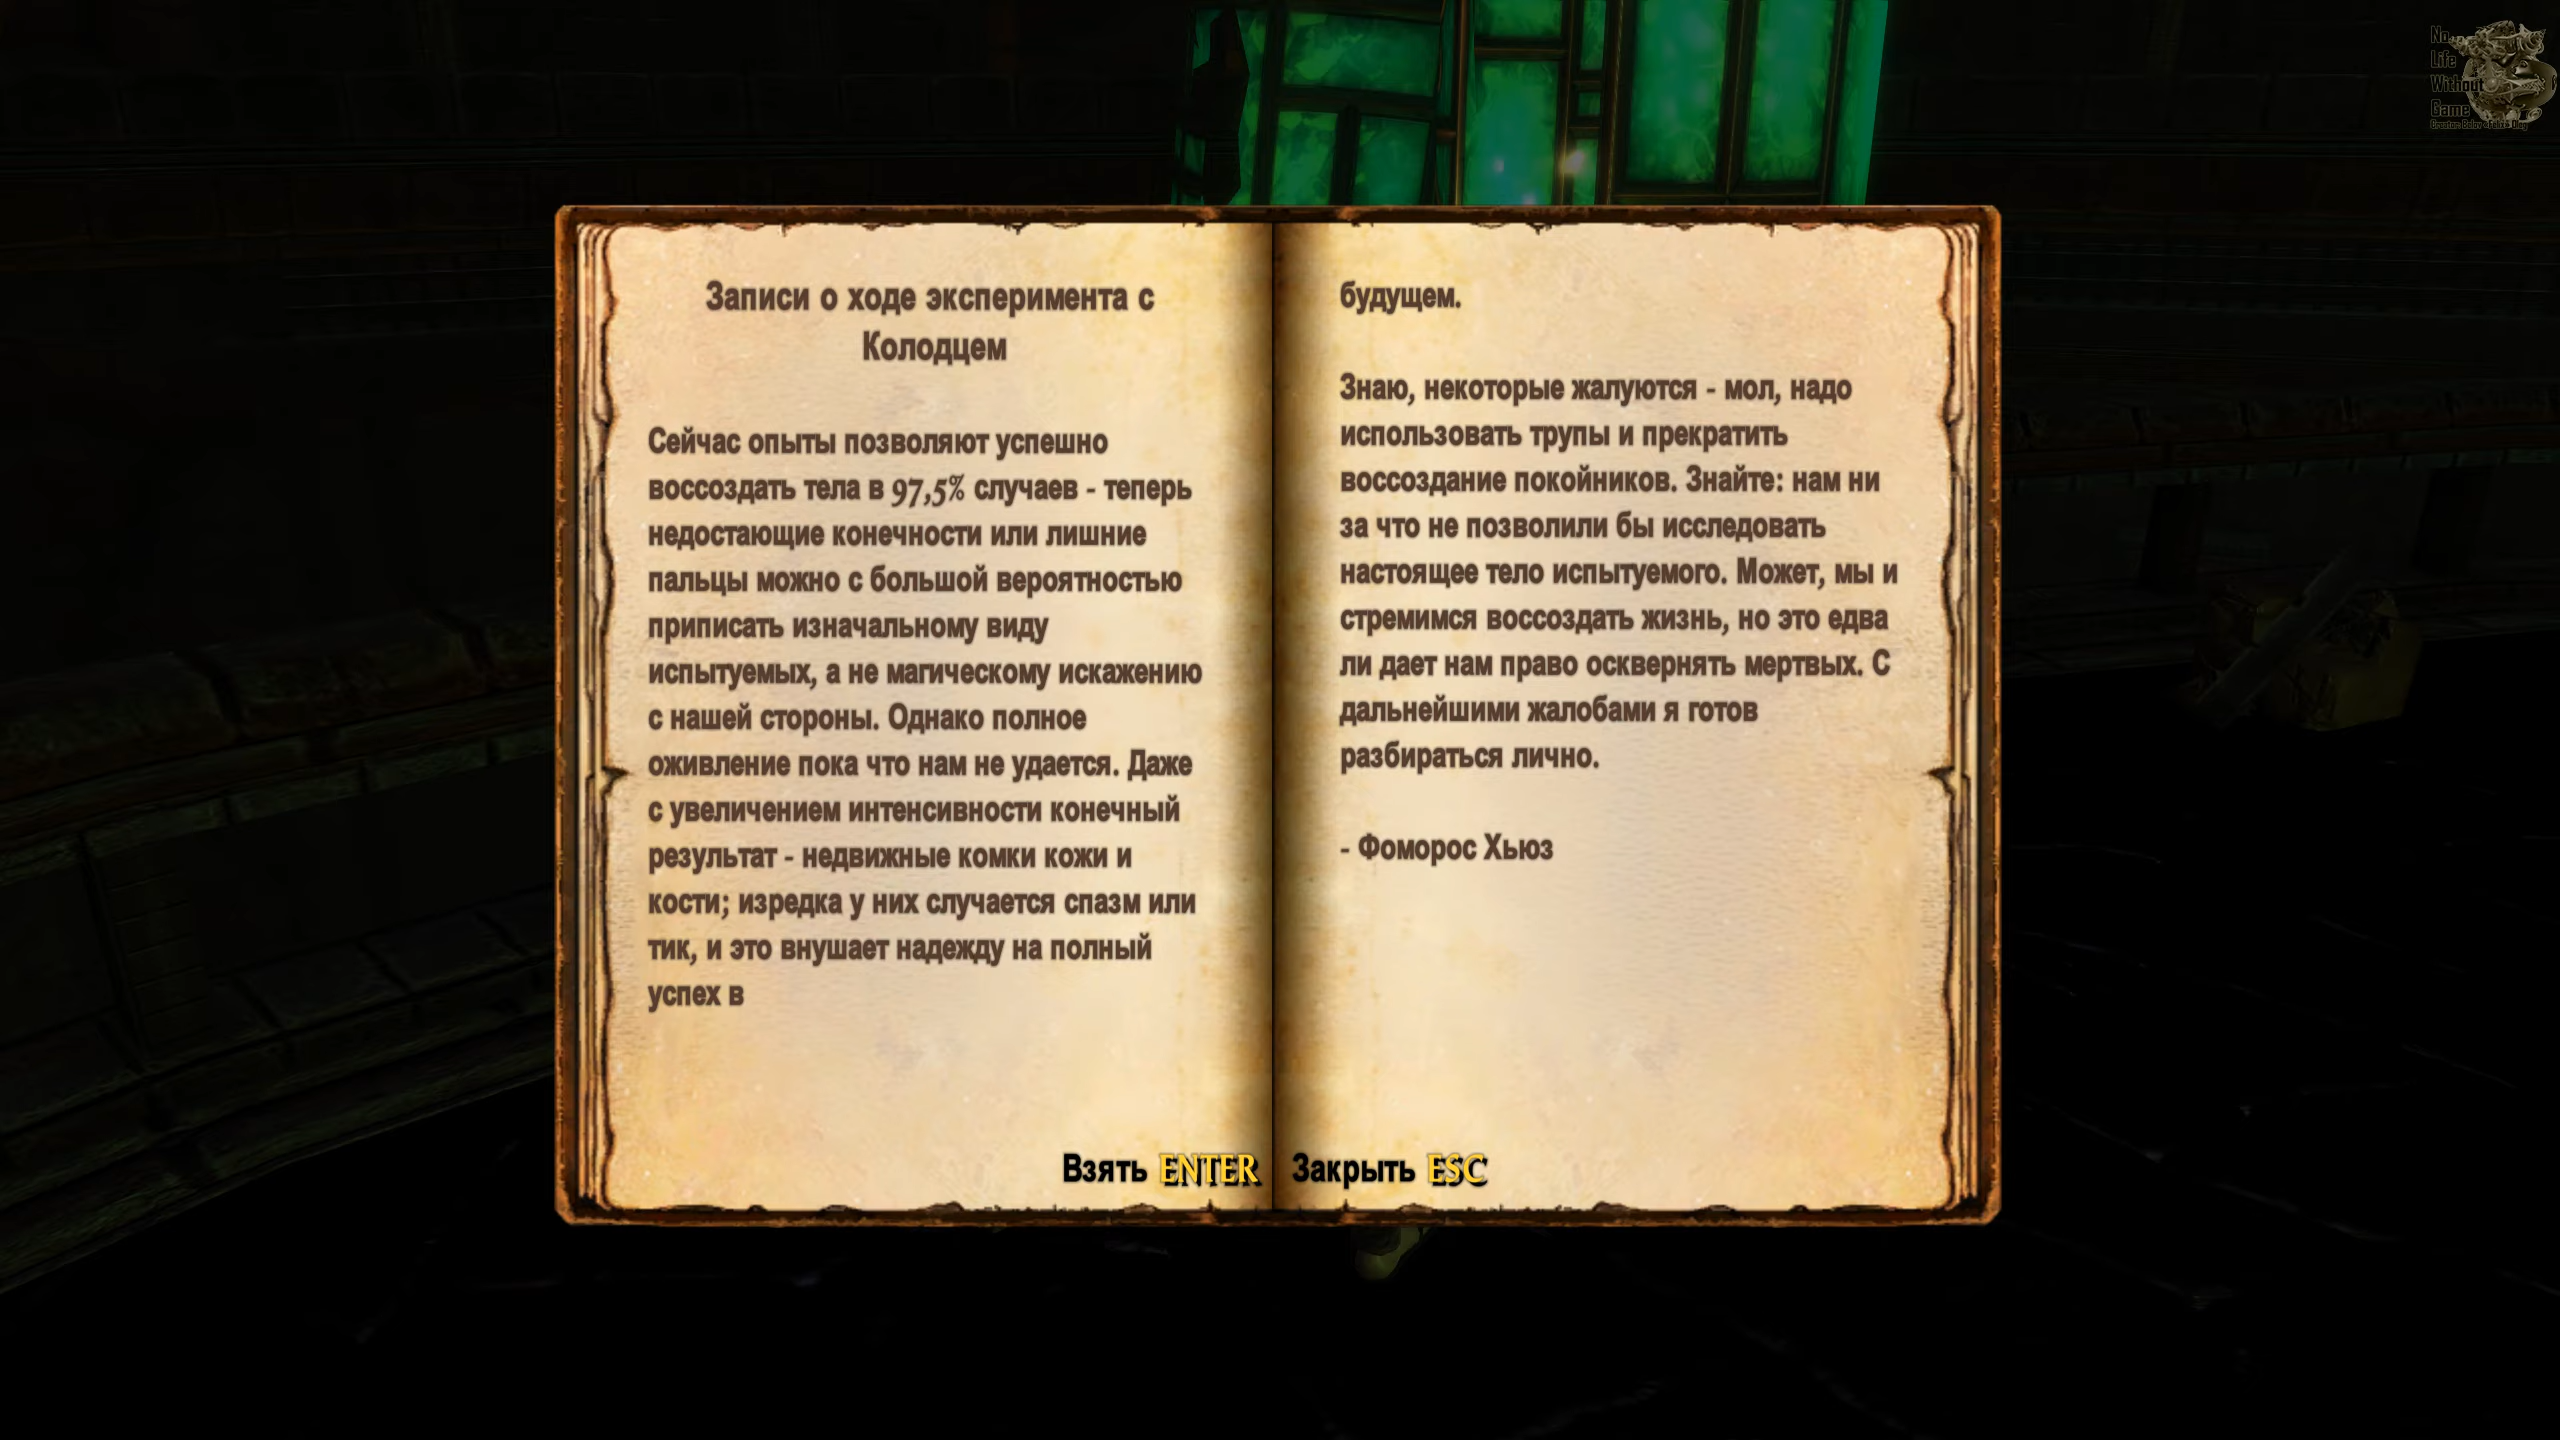 No
Life
Without
Game
Записи о ходе эксперимента с
Колодцем
Сейчас опыты позволяют успешно
воссоздать тела в 97,5% случаев - теперь
недостающие конечности или лишние
пальцы можно с большой вероятностью
приписать изначальному виду
испытуемых, а не магическому искажению
с нашей стороны. Однако полное
оживление пока что нам не удается. Даже
с увеличением интенсивности конечный
результат - недвижные комки кожи и
кости; изредка у них случается спазм или
тик, и это внушает надежду на полный
успех в
будущем.
Знаю, некоторые жалуются - мол, надо
использовать трупы и прекратить
воссоздание покойников. Знайте: нам ни
за что не позволили бы исследовать
настоящее тело испытуемого. Может, мы и
стремимся воссоздать жизнь, но это едва
ли дает нам право осквернять мертвых. С
дальнейшими жалобами я готов
разбираться лично.
- Фоморос Хьюз
Взять ENTER
Закрыть ESC